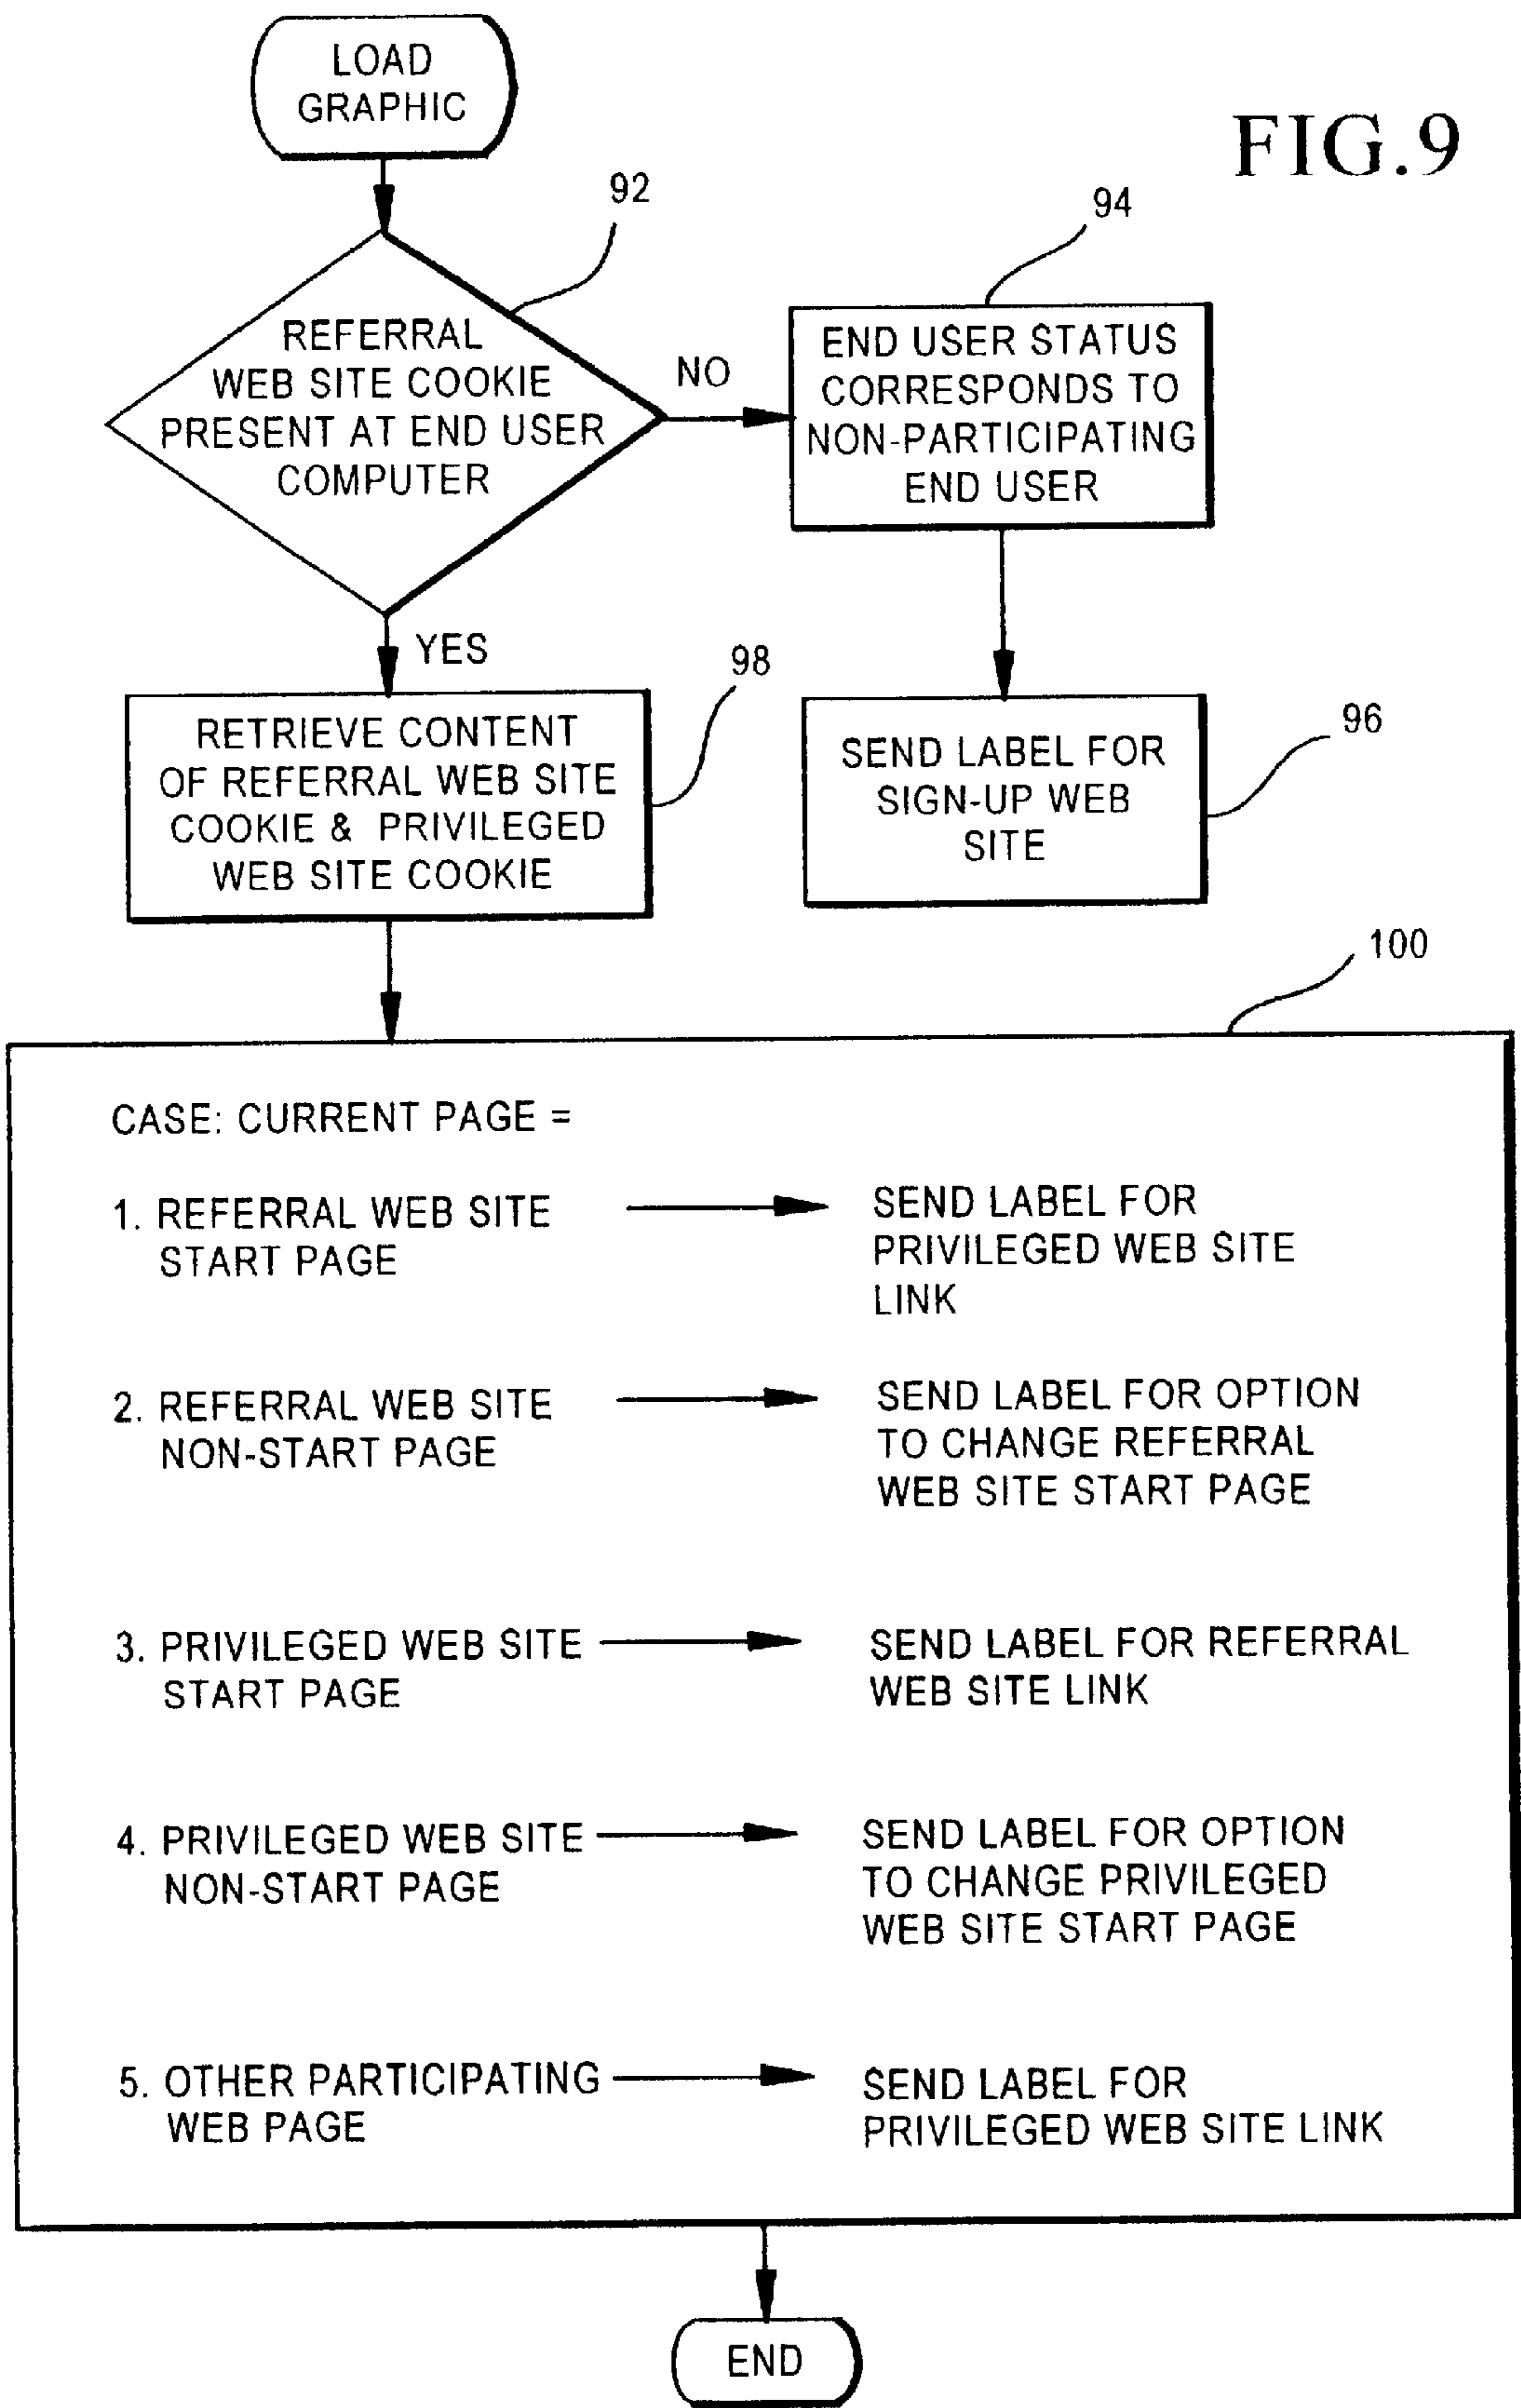 LOAD
GRAPHIC
FIG.9
92
94
REFERRAL
WEB SITE COOKIE
PRESENT AT END USER
COMPUTER
NO
END USER STATUS
CORRESPONDS TO
NON-PARTICIPATING
END USER
YES
98
RETRIEVE CONTENT
OF REFERRAL WEB SITE
COOKIE & PRIVILEGED
WEB SITE COOKIE
SEND LABEL FOR
SIGN-UP WEB
SITE
96
100
CASE: CURRENT PAGE =
1. REFERRAL WEB SITE
START PAGE
SEND LABEL FOR
PRIVILEGED WEB SITE
LINK
2. REFERRAL WEB SITE
NON-START PAGE
SEND LABEL FOR OPTION
TO CHANGE REFERRAL
WEB SITE START PAGE
3. PRIVILEGED WEB SITE
START PAGE
SEND LABEL FOR REFERRAL
WEB SITE LINK
4. PRIVILEGED WEB SITE
NON-START PAGE
SEND LABEL FOR OPTION
TO CHANGE PRIVILEGED
WEB SITE START PAGE
5. OTHER PARTICIPATING
WEB PAGE
SEND LABEL FOR
PRIVILEGED WEB SITE LINK
END